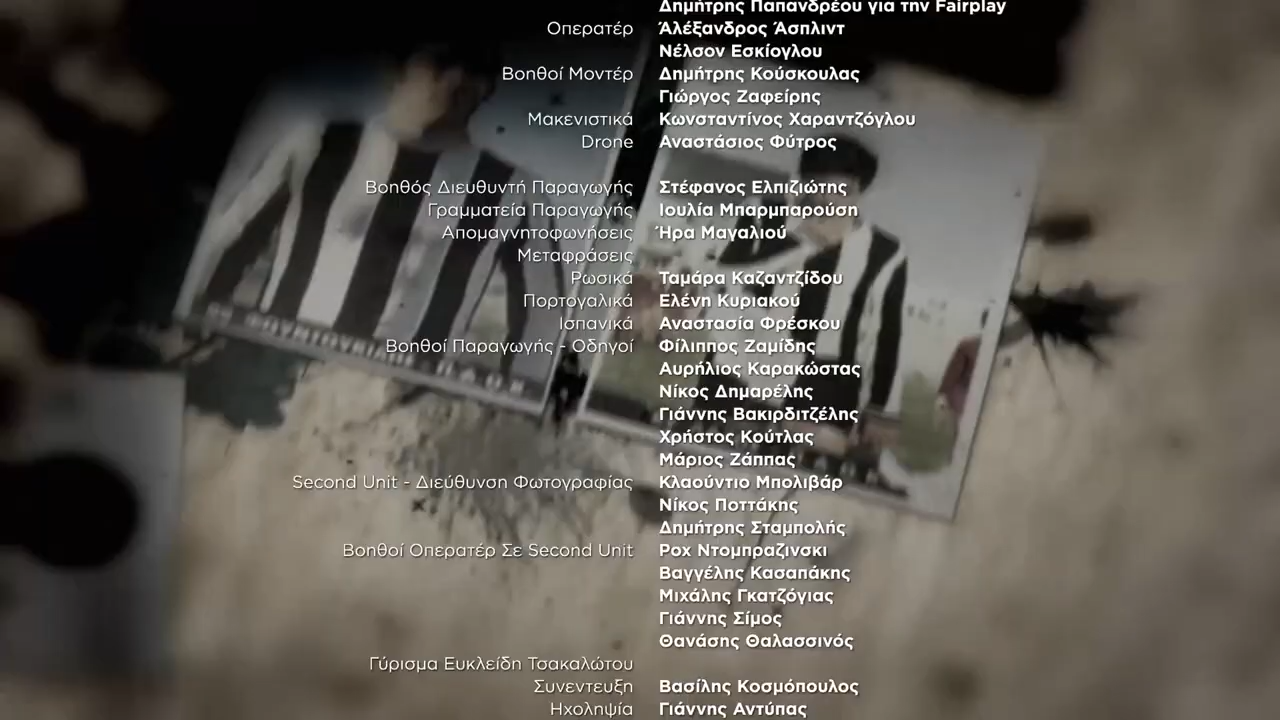 Δημήτρης Παπανδρέου για την Fairplay
Οπερατέρ Άλέξανδρος Άσπλιντ
Νέλσον Εσκίογλου
Βοηθοί Μοντέρ Δημήτρης Κούσκουλας
Γιώργος Ζαφείρης
Μακενιστικά Κωνσταντίνος Χαραντζόγλου
Drone Αναστάσιος Φύτρος
Βοηθός Διευθυντή Παραγωγής Στέφανος Ελπιζιώτης
Γραμματεία Παραγωγής Ιουλία Μπαρμπαρούση
Απομαγνητοφωνήσεις Ήρα Μαγαλιού
Μεταφράσεις
Ρωσικά Ταμάρα Καζαντζίδου
Πορτογαλικά Ελένη Κυριακού
Ισπανικά Αναστασία Φρέσκου
Βοηθοί Παραγωγής - Οδηγοί Φίλιππος Ζαμίδης
Αυρήλιος Καρακώστας
Νίκος Δημαρέλης
Γιάννης Βακιρδιτζέλης
Χρήστος Κούτλας
Μάριος Ζάππας
Second Unit - Διεύθυνση Φωτογραφίας Κλαούντιο Μπολιβάρ
Νίκος Ποττάκης
Δημήτρης Σταμπολής
Βοηθοί Οπερατέρ Σε Second Unit Ροχ Ντομπραζινσκι
Βαγγέλης Κασαπάκης
Μιχάλης Γκατζόγιας
Γιάννης Σίμος
Θανάσης Θαλασσινός
Γύρισμα Ευκλείδη Τσακαλώτου
Συνεντευξη Βασίλης Κοσμόπουλος
Ηχοληψία Γιάννης Αντύπας